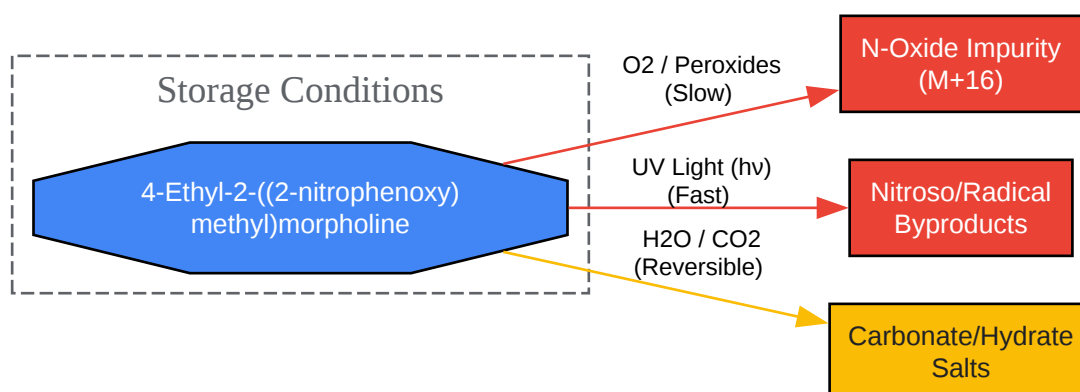 Storage Conditions
4-Ethyl-2-((2-nitrophenoxy)
methyl)morpholine
O2 / Peroxides
(Slow)
N-Oxide Impurity
(M+16)
UV Light (hν)
(Fast)
Nitroso/Radical
Byproducts
H2O / CO2
(Reversible)
Carbonate/Hydrate
Salts